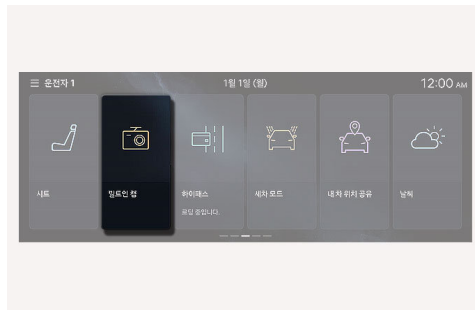 운전자 1
1월 1일 (월)
12:00 AM
시트
빌트인 캠
하이패스
로딩 중입니다.
세차 모드
내 차 위치 공유
날씨